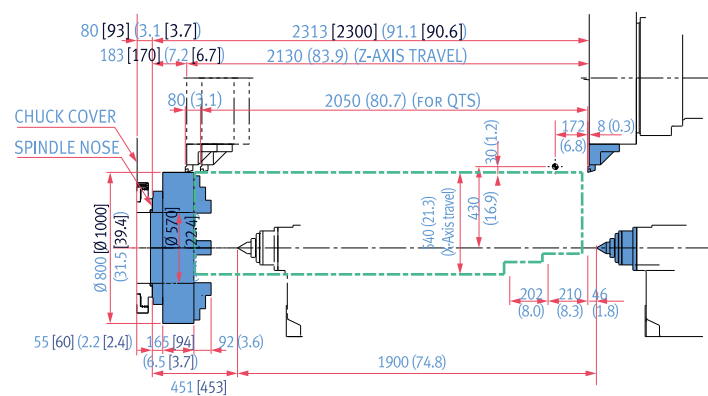 80 [93] (3.1 [3.7])
2313 [2300] (91.1 [90.6])
183 [170] (7.2 [6.7])
2130 (83.9) (Z-AXIS TRAVEL)
80 (3.1)
2050 (80.7) (FOR QTS)
CHUCK COVER
SPINDLE NOSE
172
(6.8)
8 (0.3)
30 (1.2)
430
(16.9)
540 (21.3)
(X-Axis travel)
Ø 800 [Ø 1000]
(31.5 [39.4])
Ø 570]
22.4]
202
(8.0)
210
(8.3)
46
(1.8)
55 [60] (2.2 [2.4])
165 [94]
(6.5 [3.7])
92 (3.6)
1900 (74.8)
451 [453]